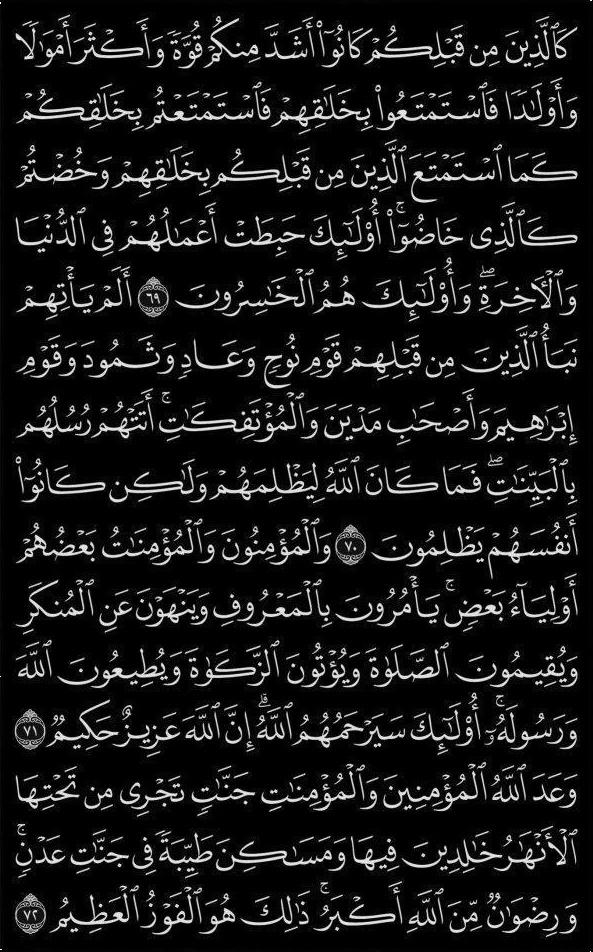 كَٱلَّذِينَ مِن قَبْلِكُمْ كَانُوٓا۟ أَشَدَّ مِنكُمْ قُوَّةً وَأَكْثَرَ أَمْوَٰلًا
وَأَوْلَٰدًا فَٱسْتَمْتَعُوا۟ بِخَلَٰقِهِمْ فَٱسْتَمْتَعْتُم بِخَلَٰقِكُمْ
كَمَا ٱسْتَمْتَعَ ٱلَّذِينَ مِن قَبْلِكُم بِخَلَٰقِهِمْ وَخُضْتُمْ
كَٱلَّذِى خَاضُوٓا۟ۚ أُو۟لَٰٓئِكَ حَبِطَتْ أَعْمَٰلُهُمْ فِى ٱلدُّنْيَا
وَٱلْءَاخِرَةِۖ وَأُو۟لَٰٓئِكَ هُمُ ٱلْخَٰسِرُونَ ٦٩ أَلَمْ يَأْتِهِمْ
نَبَأُ ٱلَّذِينَ مِن قَبْلِهِمْ قَوْمِ نُوحٍ وَعَادٍ وَثَمُودَ وَقَوْمِ
إِبْرَٰهِيمَ وَأَصْحَٰبِ مَدْيَنَ وَٱلْمُؤْتَفِكَٰتِۚ أَتَتْهُمْ رُسُلُهُم
بِٱلْبَيِّنَٰتِۖ فَمَا كَانَ ٱللَّهُ لِيَظْلِمَهُمْ وَلَٰكِن كَانُوٓا۟
أَنفُسَهُمْ يَظْلِمُونَ ٧٠ وَٱلْمُؤْمِنُونَ وَٱلْمُؤْمِنَٰتُ بَعْضُهُمْ
أَوْلِيَآءُ بَعْضٍۚ يَأْمُرُونَ بِٱلْمَعْرُوفِ وَيَنْهَوْنَ عَنِ ٱلْمُنكَرِ
وَيُقِيمُونَ ٱلصَّلَوٰةَ وَيُؤْتُونَ ٱلزَّكَوٰةَ وَيُطِيعُونَ ٱللَّهَ
وَرَسُولَهُۥٓۚ أُو۟لَٰٓئِكَ سَيَرْحَمُهُمُ ٱللَّهُۗ إِنَّ ٱللَّهَ عَزِيزٌ حَكِيمٌ ٧١
وَعَدَ ٱللَّهُ ٱلْمُؤْمِنِينَ وَٱلْمُؤْمِنَٰتِ جَنَّٰتٍ تَجْرِى مِن تَحْتِهَا
ٱلْأَنْهَٰرُ خَٰلِدِينَ فِيهَا وَمَسَٰكِنَ طَيِّبَةً فِى جَنَّٰتِ عَدْنٍۚ
وَرِضْوَٰنٌ مِّنَ ٱللَّهِ أَكْبَرُۚ ذَٰلِكَ هُوَ ٱلْفَوْزُ ٱلْعَظِيمُ ٧٢